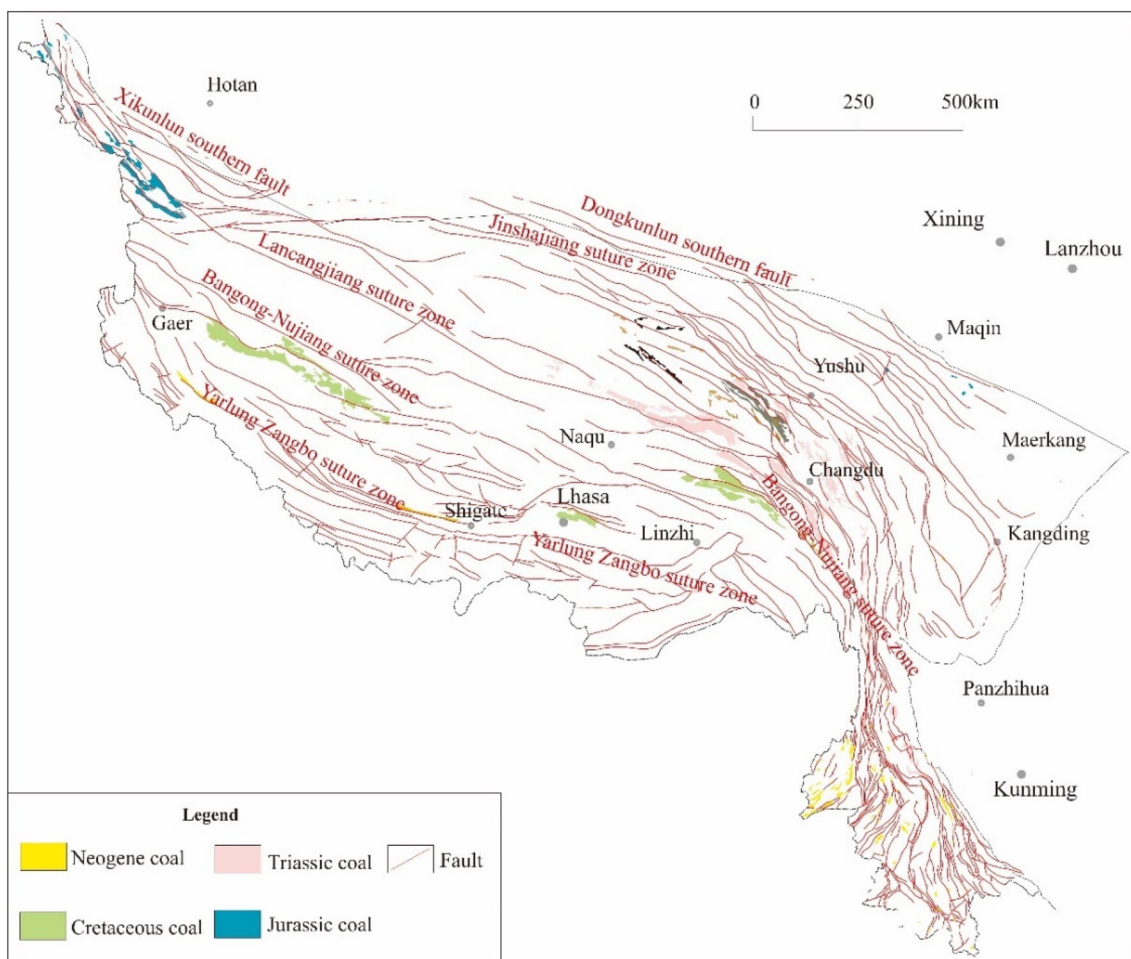 Hotan
0 250 500km
Xikunlun southern fault
Dongkunlun southern fault
Xining
Jinshajiang suture zone
Lanzhou
Lancangjiang suture zone
Bangong-Nujiang suture zone
Gaer
Maqin
Yushu
Yarlung Zangbo suture zone
Naqu
Maerkang
Changdu
Bangong-Nujiang suture zone
Shigate
Lhasa
Linzhi
Kangding
Yarlung Zangbo suture zone
Panzhihua
Kunming
Legend
Neogene coal
Triassic coal
Fault
Cretaceous coal
Jurassic coal